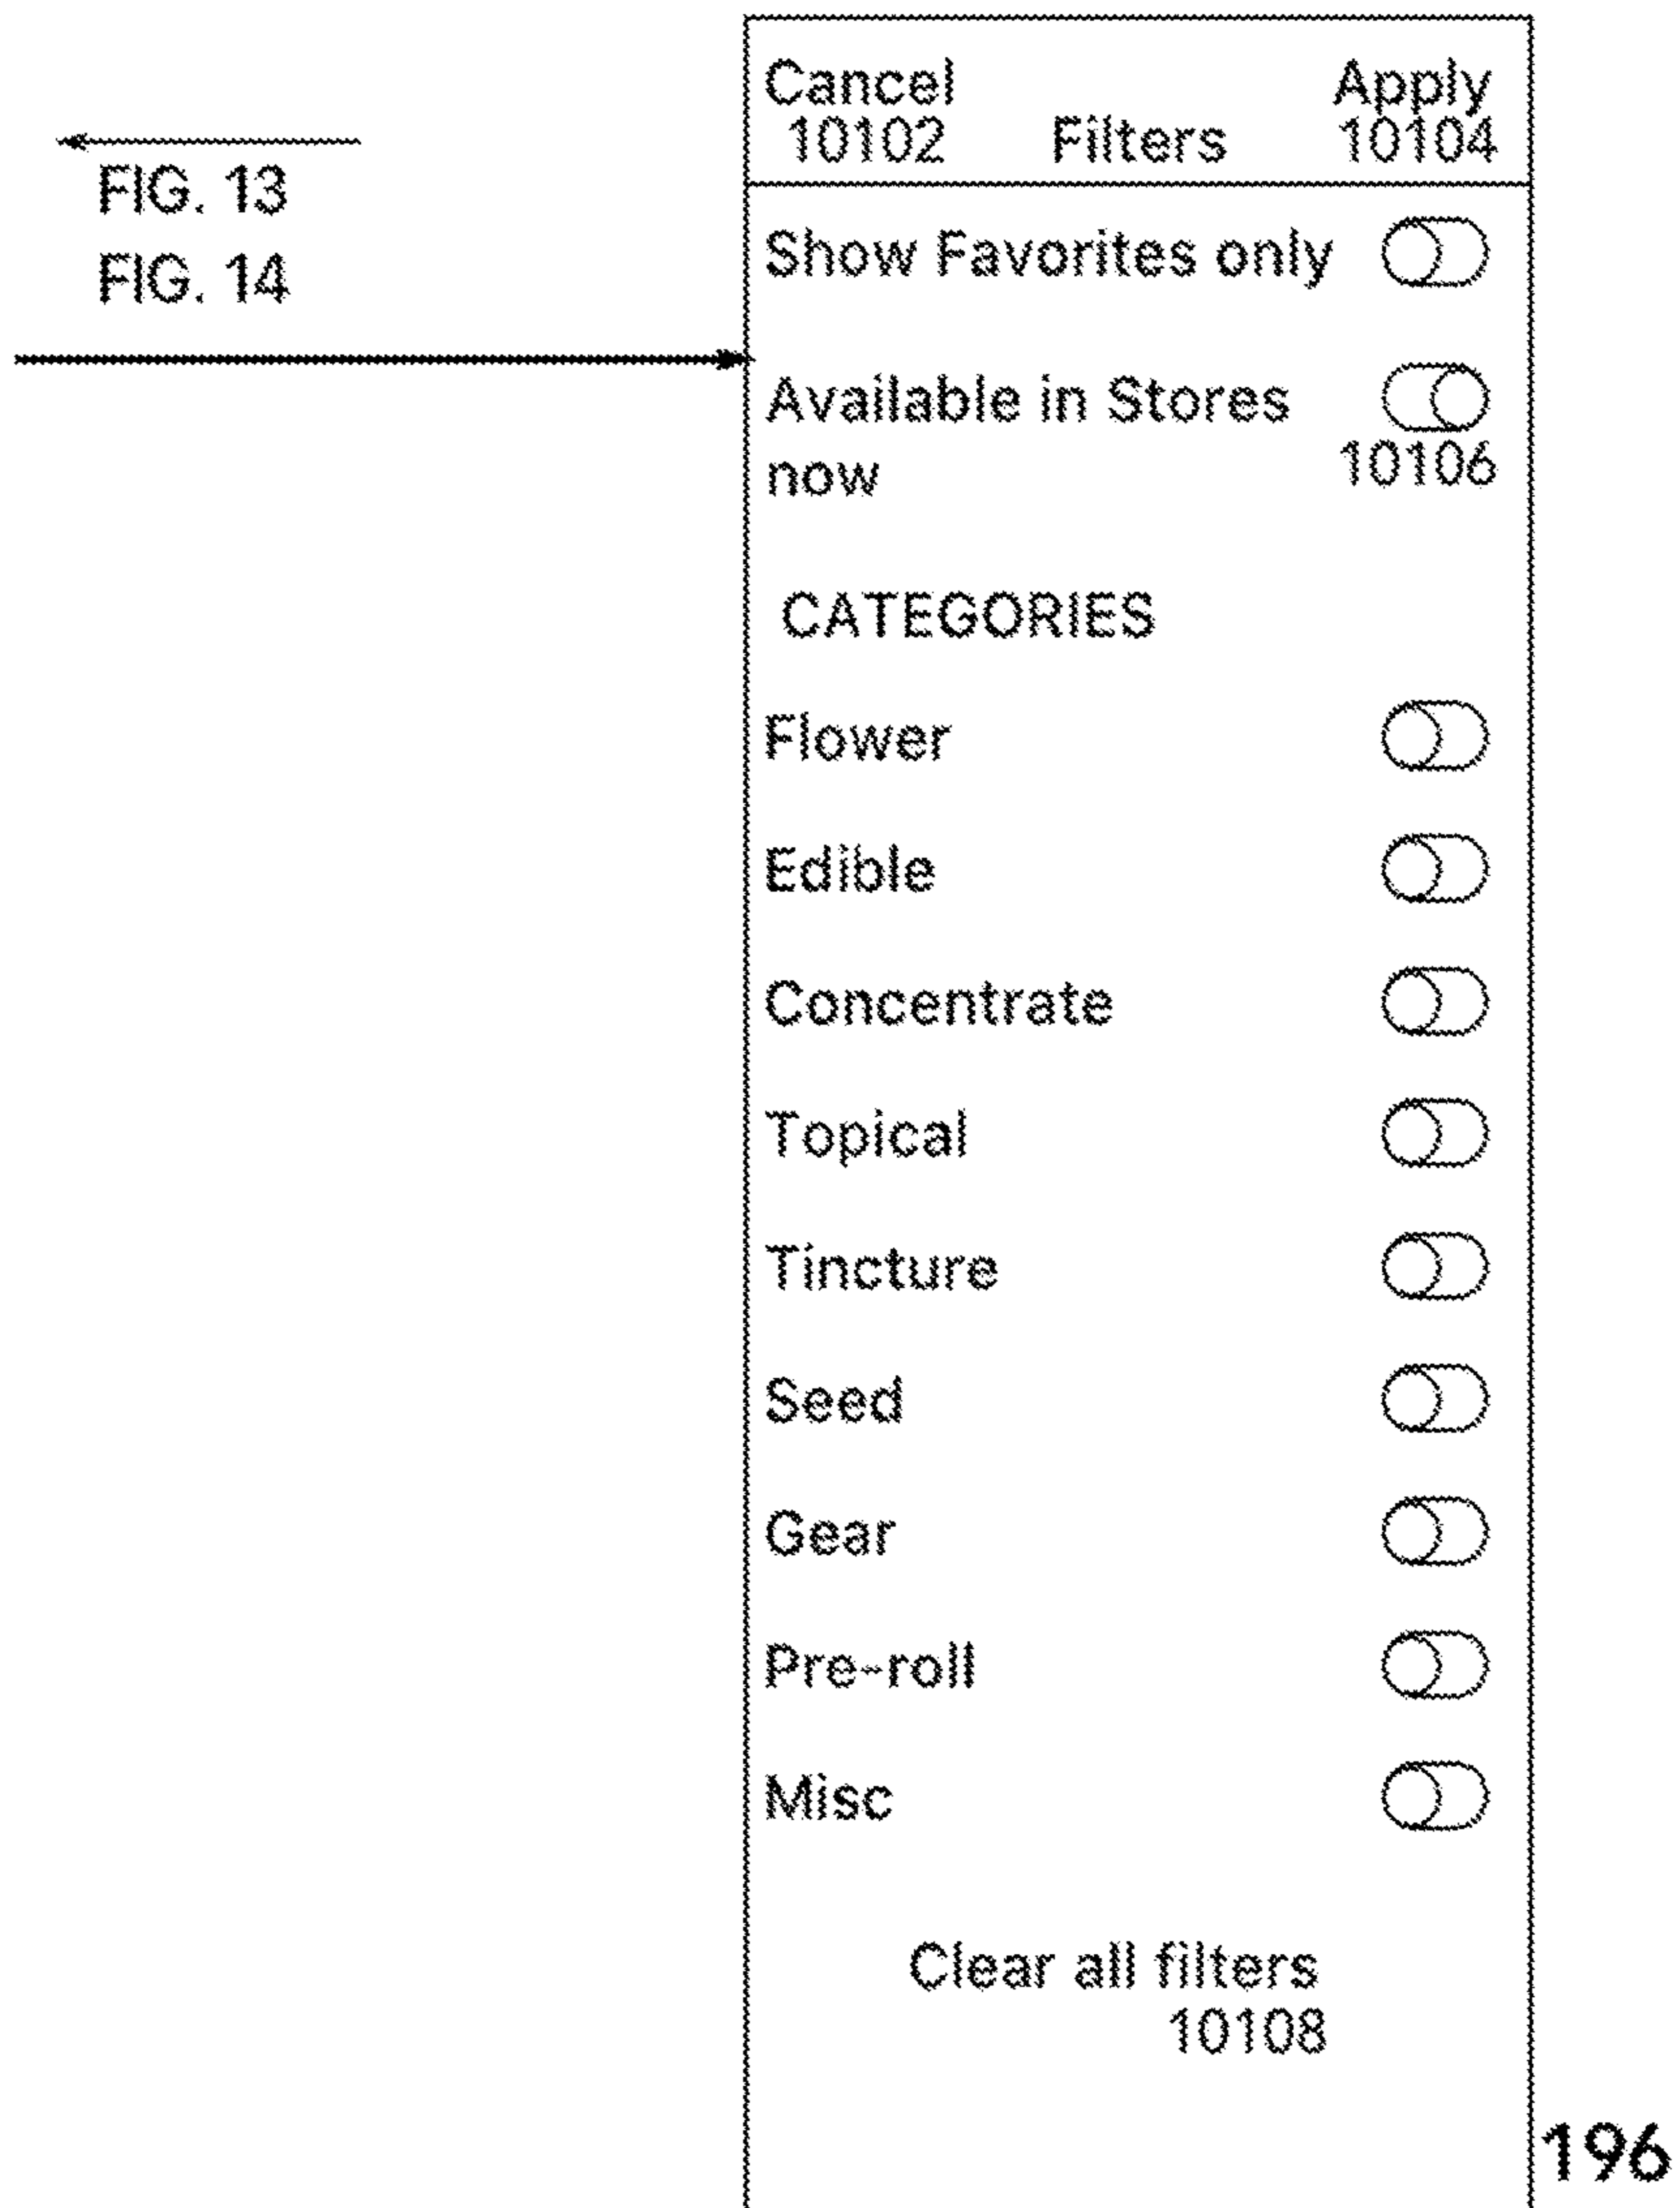 Cancel Apply
10102 Filters 10104
FIG. 13
FIG. 14
Show Favorites only
Available in Stores
now 10106
CATEGORIES
Flower
Edible
Concentrate
Topical
Tincture
Seed
Gear
Pre-roll
Misc
Clear all filters
10108
196